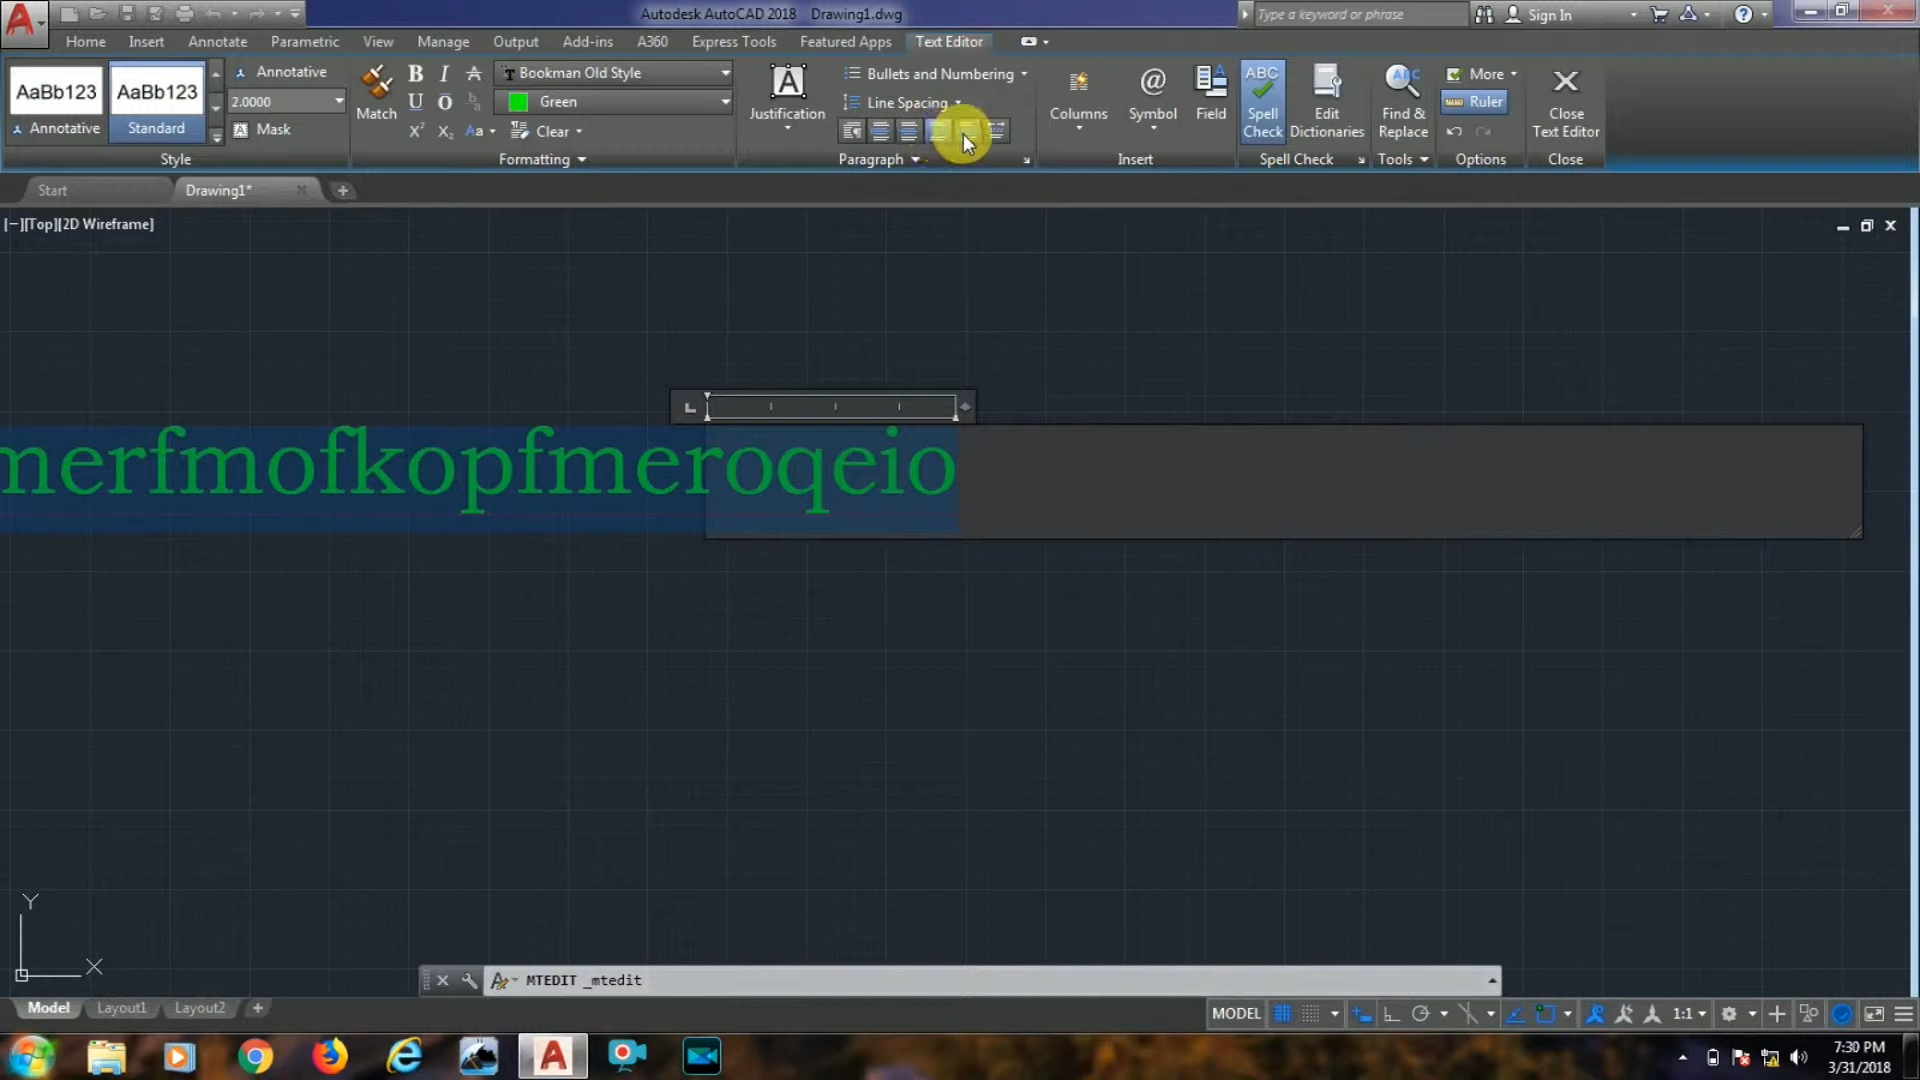 Autodesk AutoCAD 2018 Drawing1.dwg
Type a keyword or phrase
Sign In
Home Insert Annotate Parametric View Manage Output Add-ins A360 Express Tools Featured Apps Text Editor
AaBb123 AaBb123
Annotative Standard
Annotative
2.0000
Mask
Style
Match
B I A
U O
Aa
Clear
Bookman Old Style
Green
Formatting
Justification
Bullets and Numbering
Line Spacing
Paragraph
Columns
@
Symbol
Field
Insert
ABC
Spell
Check
Edit
Dictionaries
Spell Check
ABC
Find &
Replace
Tools
More
Ruler
Options
Close
Text Editor
Close
Start Drawing1*
[−][Top][2D Wireframe]
merfmofkopfmeroqeio
Y
X
MTEDIT _mtedit
Model Layout1 Layout2
MODEL
1:1
7:30 PM
3/31/2018